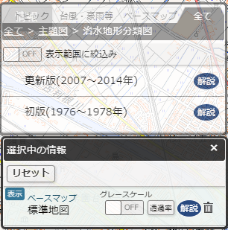 トピック 台風・豪雨等 ベースマップ 全て
全て > 主題図 > 治水地形分類図
OFF 表示範囲に絞込み
更新版(2007～2014年) 解説
初版(1976～1978年) 解説
選択中の情報 ×
リセット
表示 ベースマップ
標準地図
グレースケール
OFF 透過率 解説